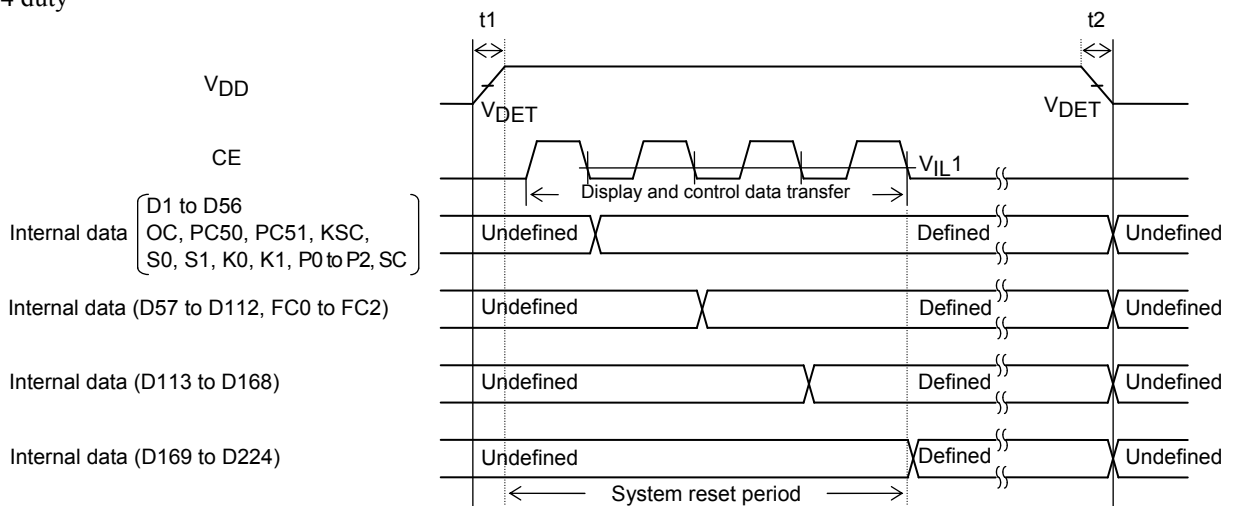 4 duty
t1
t2
VDD
VDET
VDET
CE
VIL1
Display and control data transfer
Internal data
D1 to D56
OC, PC50, PC51, KSC,
S0, S1, K0, K1, P0 to P2, SC
Undefined
Defined
Undefined
Internal data (D57 to D112, FC0 to FC2)
Undefined
Defined
Undefined
Internal data (D113 to D168)
Undefined
Defined
Undefined
Internal data (D169 to D224)
Undefined
Defined
Undefined
System reset period